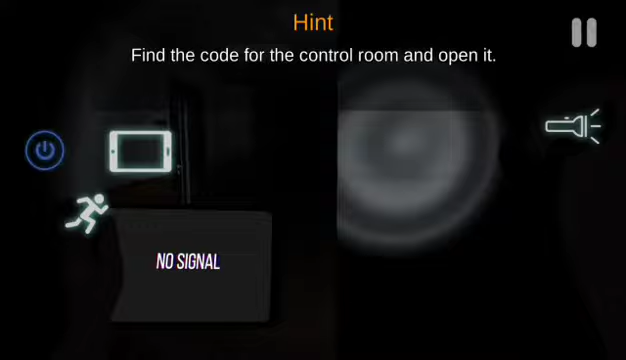 Hint
Find the code for the control room and open it.
NO SIGNAL